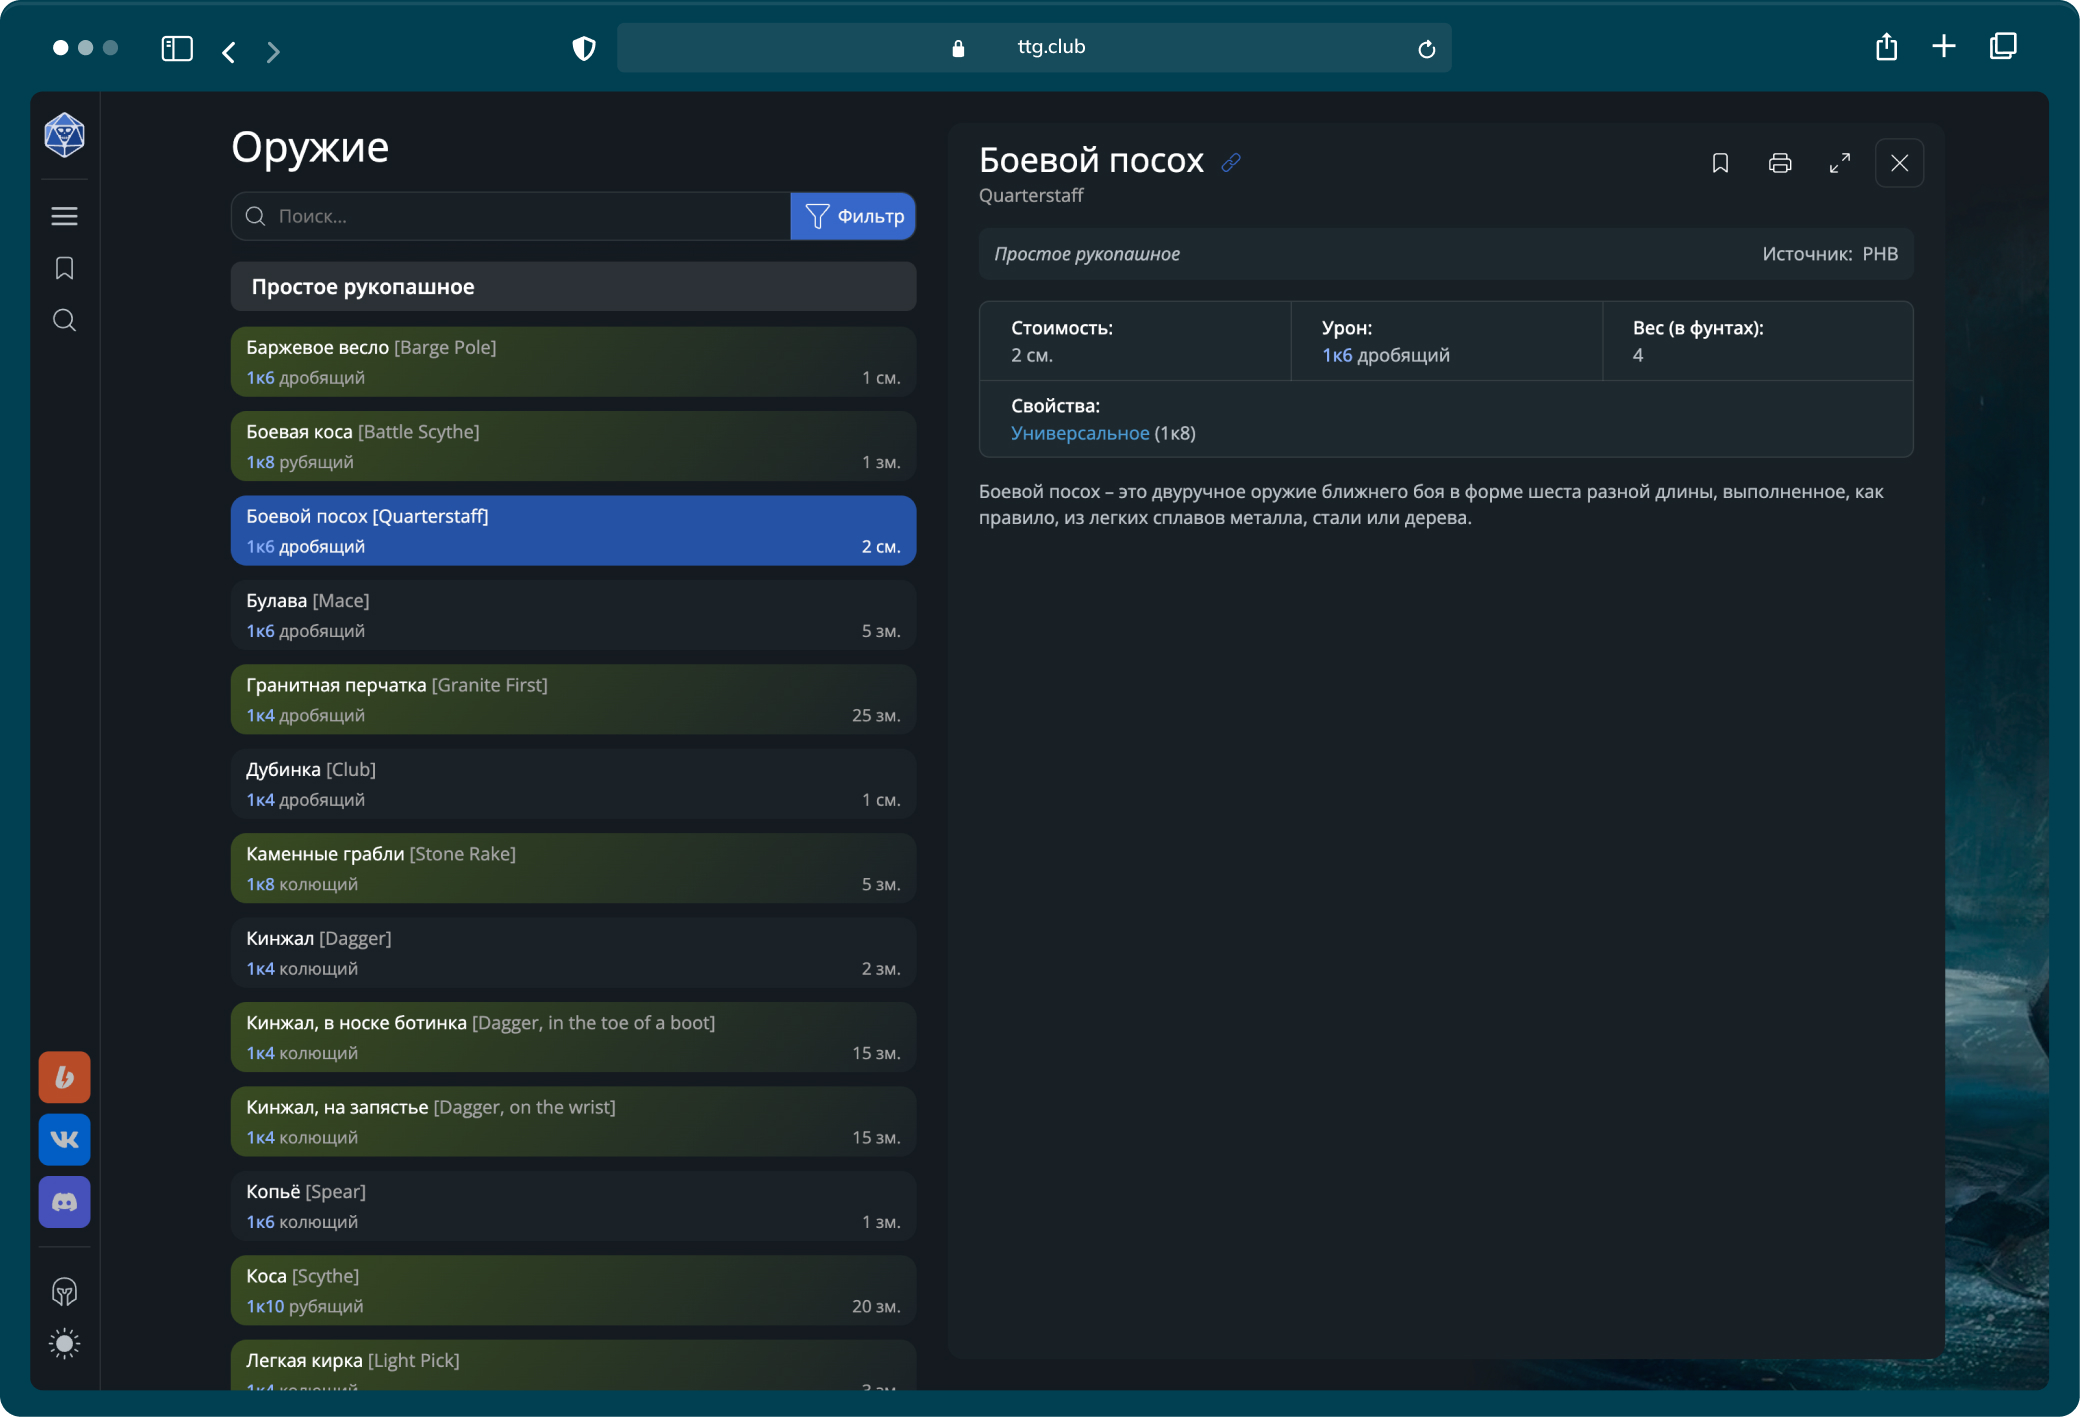 ttg.club
Оружие
Поиск...
Фильтр
Простое рукопашное
Баржевое весло [Barge Pole]
1к6 дробящий 1 см.
Боевая коса [Battle Scythe]
1к8 рубящий 1 зм.
Боевой посох [Quarterstaff]
1к6 дробящий 2 см.
Булава [Mace]
1к6 дробящий 5 зм.
Гранитная перчатка [Granite First]
1к4 дробящий 25 зм.
Дубинка [Club]
1к4 дробящий 1 см.
Каменные грабли [Stone Rake]
1к8 колющий 5 зм.
Кинжал [Dagger]
1к4 колющий 2 зм.
Кинжал, в носке ботинка [Dagger, in the toe of a boot]
1к4 колющий 15 зм.
Кинжал, на запястье [Dagger, on the wrist]
1к4 колющий 15 зм.
Копьё [Spear]
1к6 колющий 1 зм.
Коса [Scythe]
1к10 рубящий 20 зм.
Легкая кирка [Light Pick]
1к4 колющий 3 зм.
Боевой посох
Quarterstaff
Простое рукопашное Источник: PHB
Стоимость: Урон: Вес (в фунтах):
2 см. 1к6 дробящий 4
Свойства:
Универсальное (1к8)
Боевой посох – это двуручное оружие ближнего боя в форме шеста разной длины, выполненное, как
правило, из легких сплавов металла, стали или дерева.